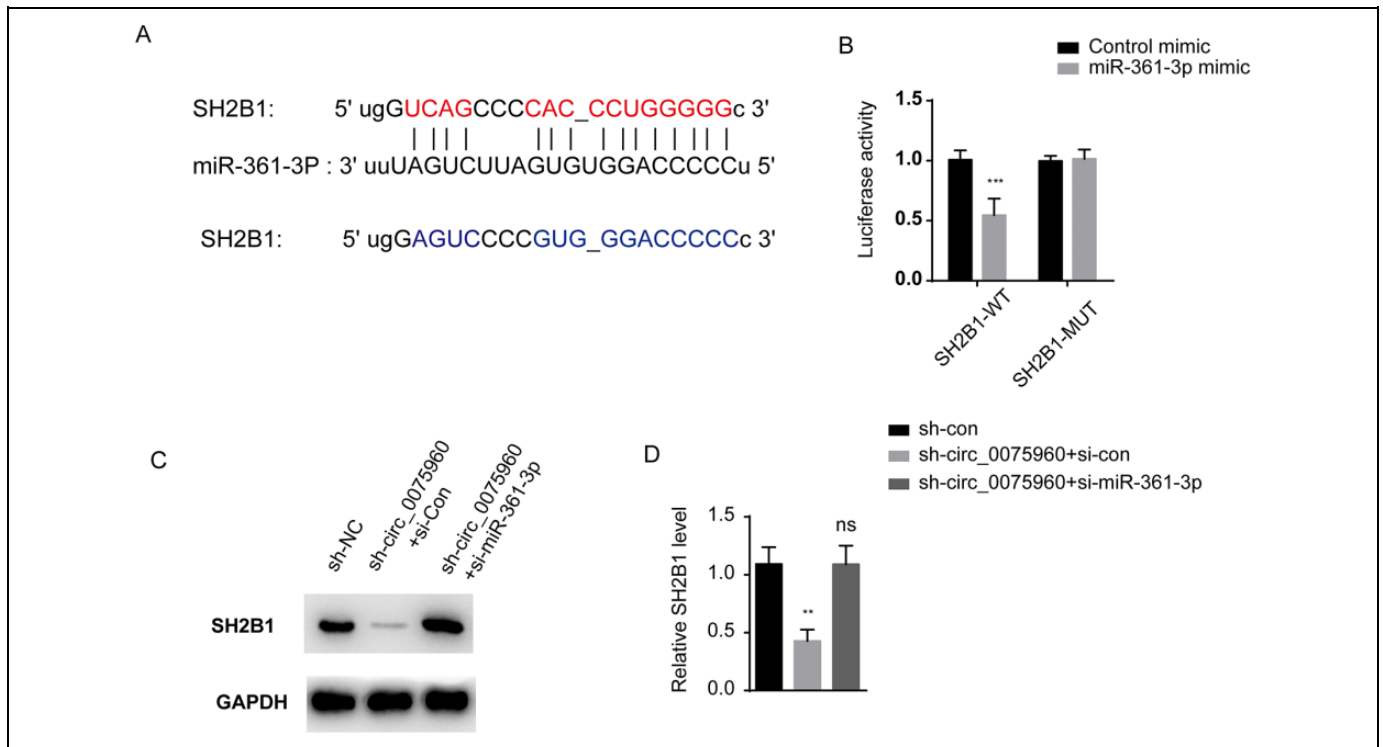 A
SH2B1: 5' ugGUCAGCCCCAC_CCUGGGGGc 3'
miR-361-3P : 3' uuUAGUCUUAGUGUGGACCCCCu 5'
SH2B1: 5' ugGAGUCCCCGUG_GGACCCCCc 3'
B
Control mimic
miR-361-3p mimic
Luciferase activity
1.5
1.0
0.5
0.0
***
SH2B1-WT
SH2B1-MUT
C
sh-NC
sh-circ_0075960
+si-Con
sh-circ_0075960
+si-miR-361-3p
SH2B1
GAPDH
D
sh-con
sh-circ_0075960+si-con
sh-circ_0075960+si-miR-361-3p
Relative SH2B1 level
1.5
1.0
0.5
0.0
**
ns